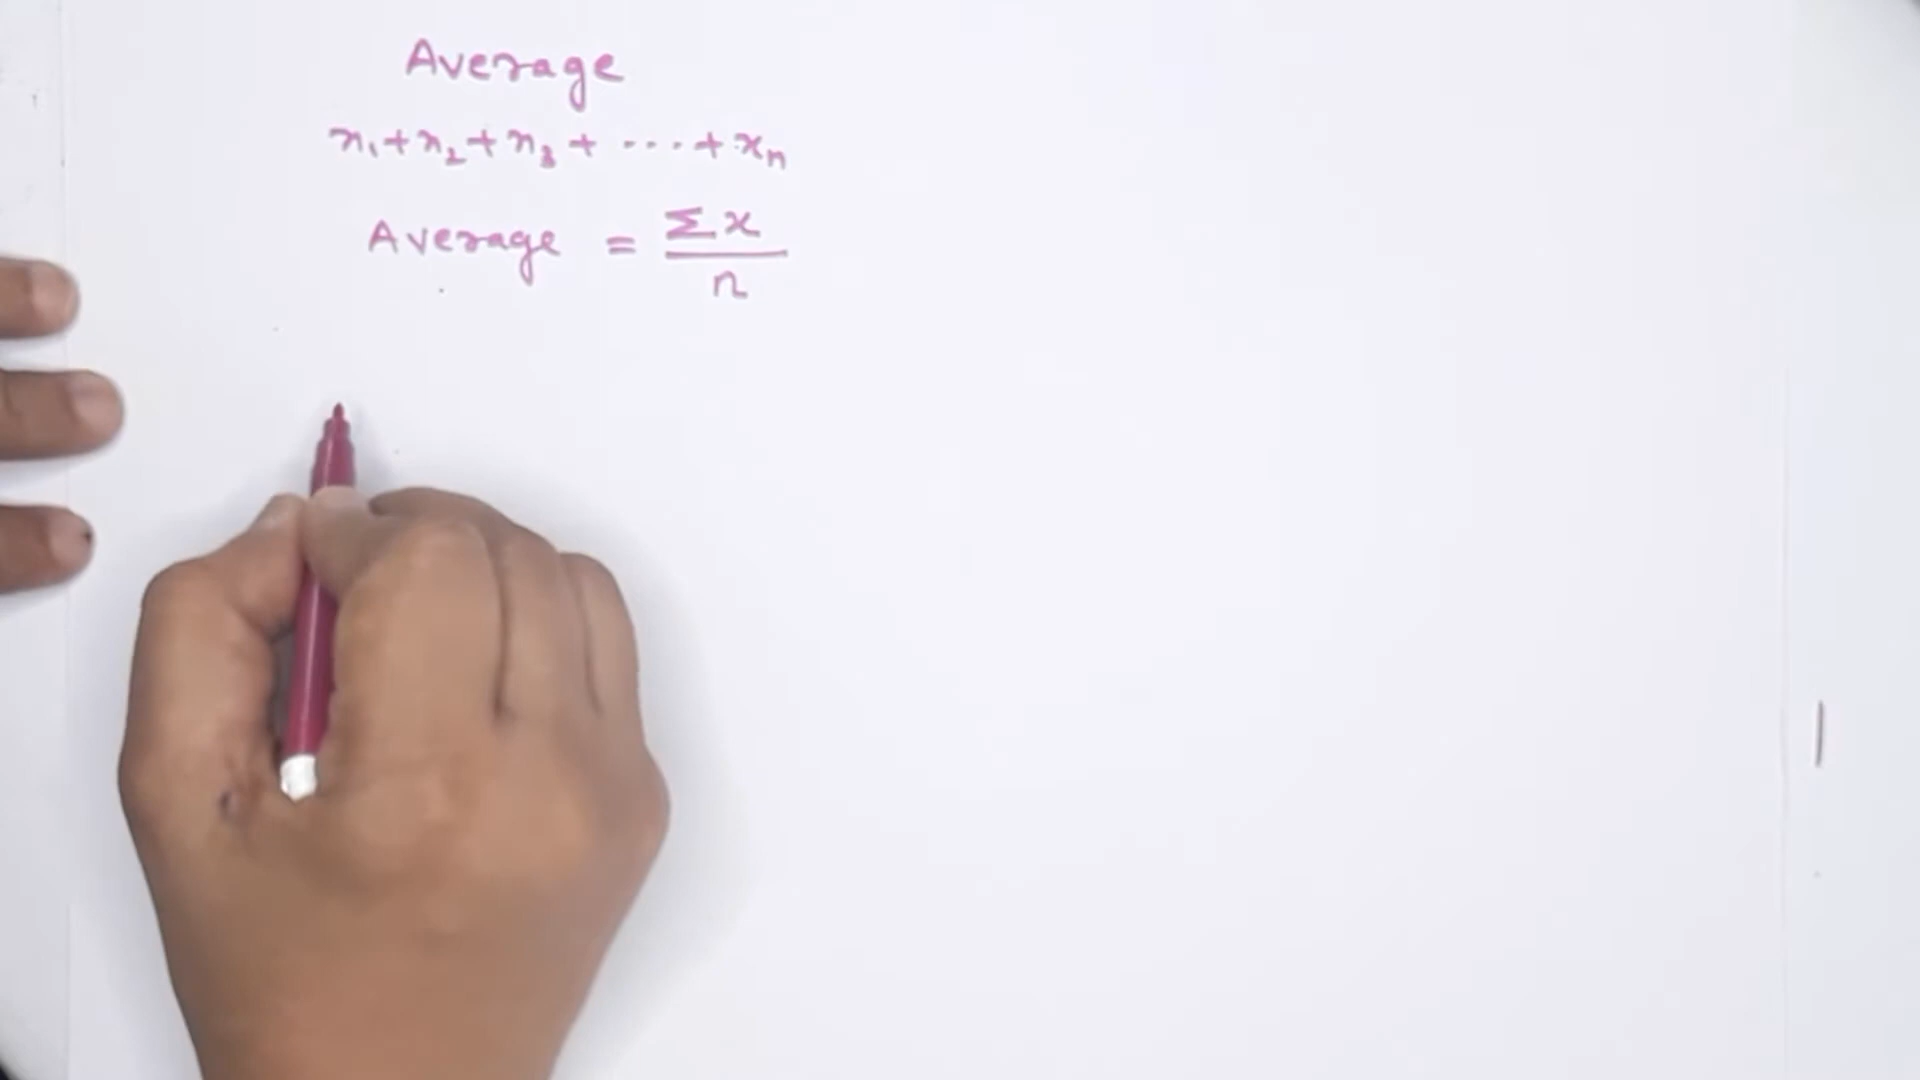 Average
x₁+x₂+x₃+ ....+xₙ
Average = Σx/n